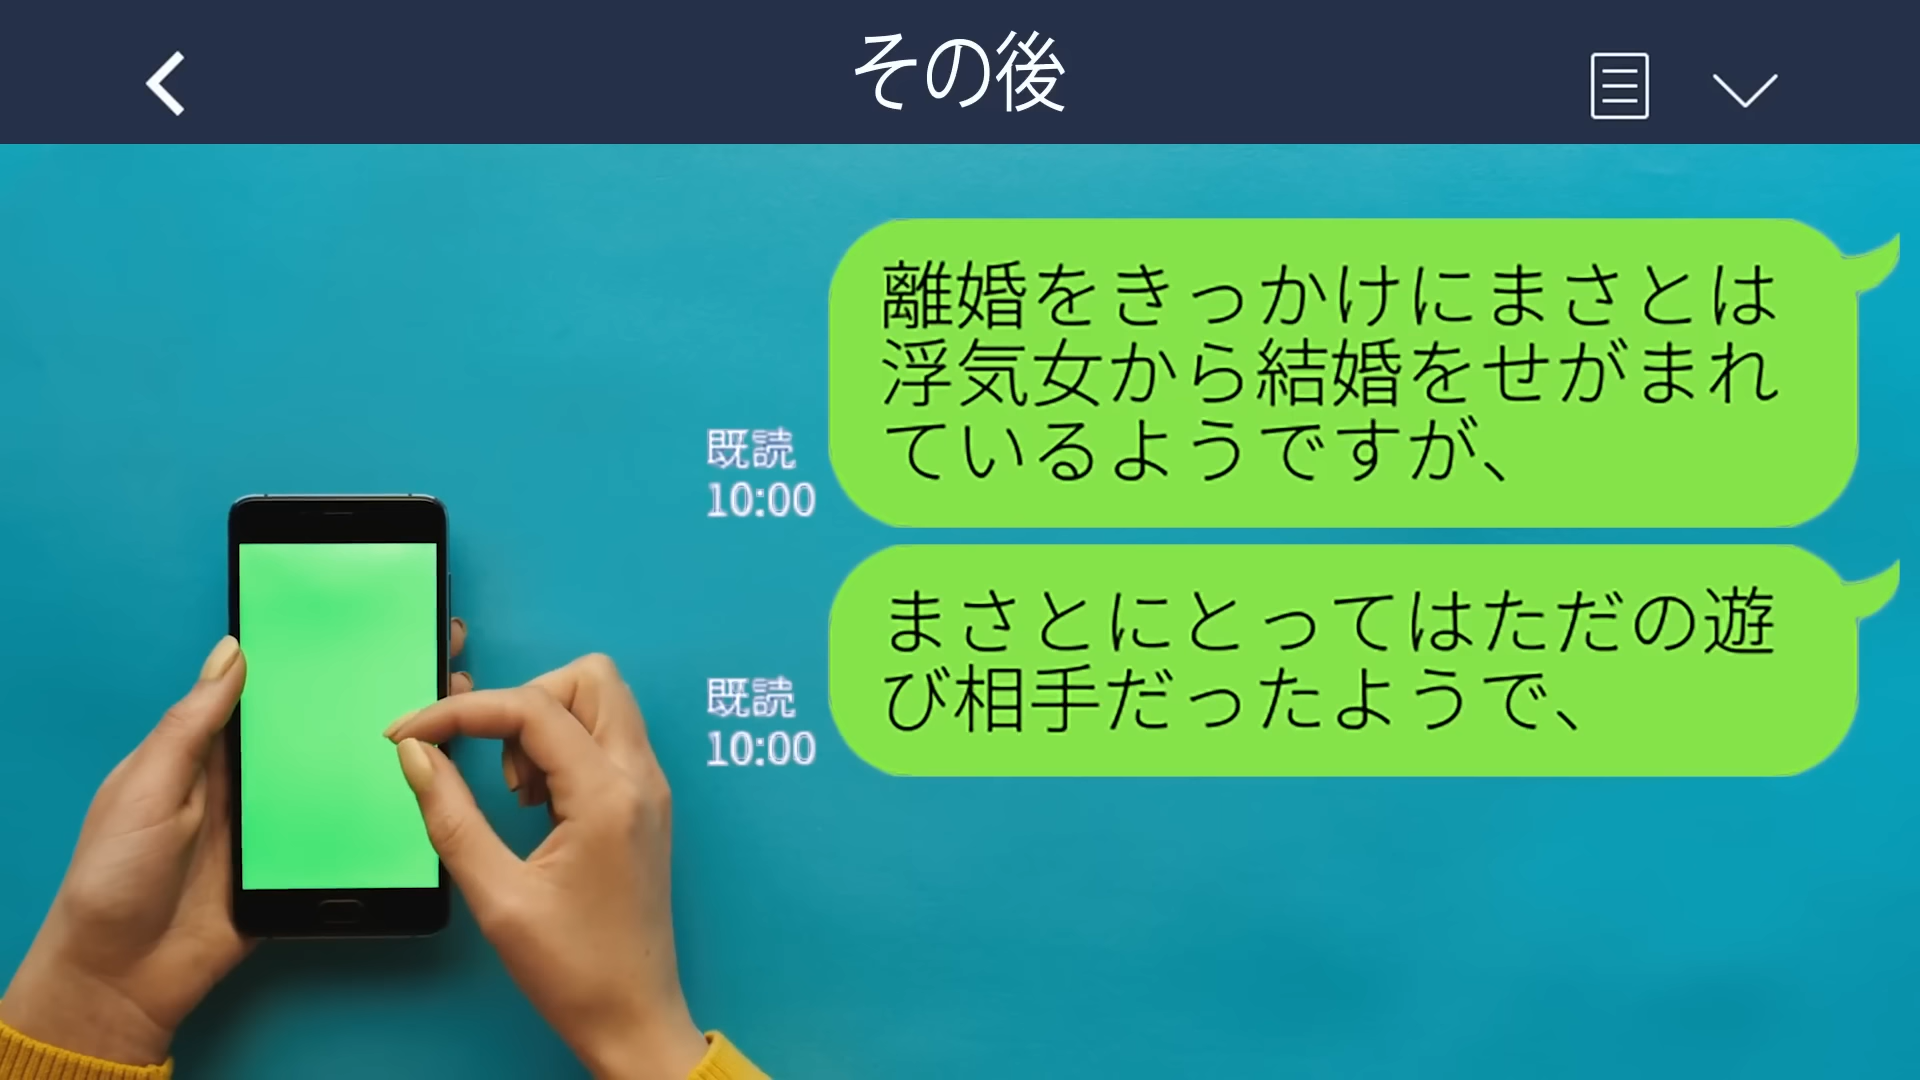 その後
離婚をきっかけにまさとは
浮気女から結婚をせがまれ
ているようですが、
既読
10:00
まさとにとってはただの遊
び相手だったようで、
既読
10:00